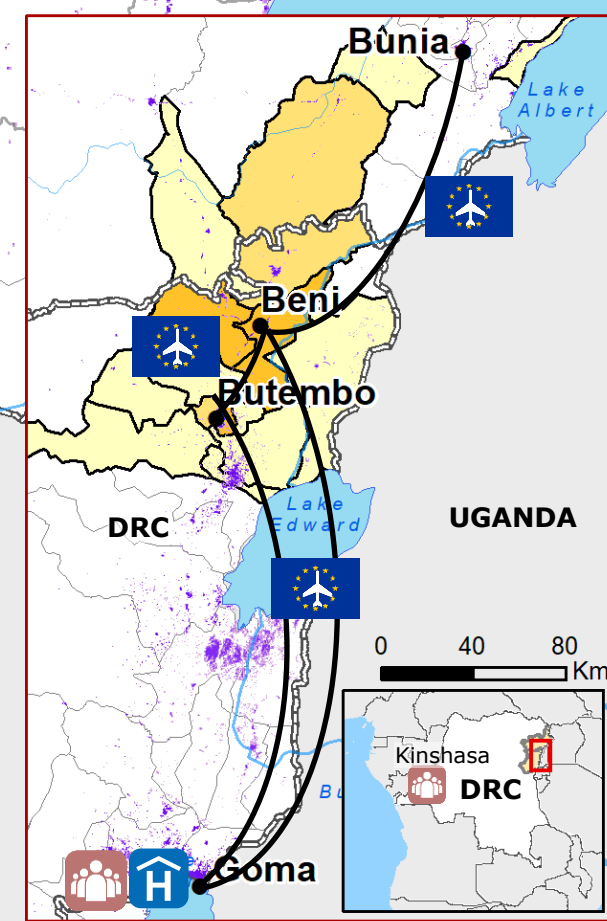 Bunia
Lake
Albert
Beni
Butembo
Lake
Edward
DRC
UGANDA
0 40 80
Km
Kinshasa
DRC
H
Goma